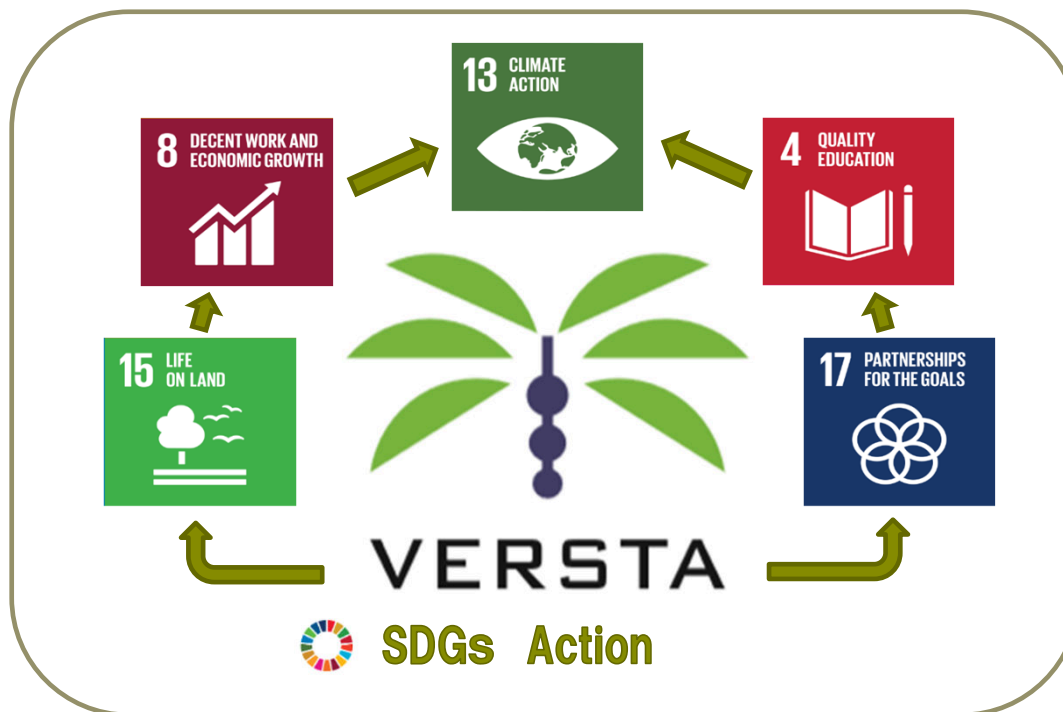 13 CLIMATE
ACTION
8 DECENT WORK AND
ECONOMIC GROWTH
4 QUALITY
EDUCATION
15 LIFE
ON LAND
17 PARTNERSHIPS
FOR THE GOALS
VERSTA
SDGs Action